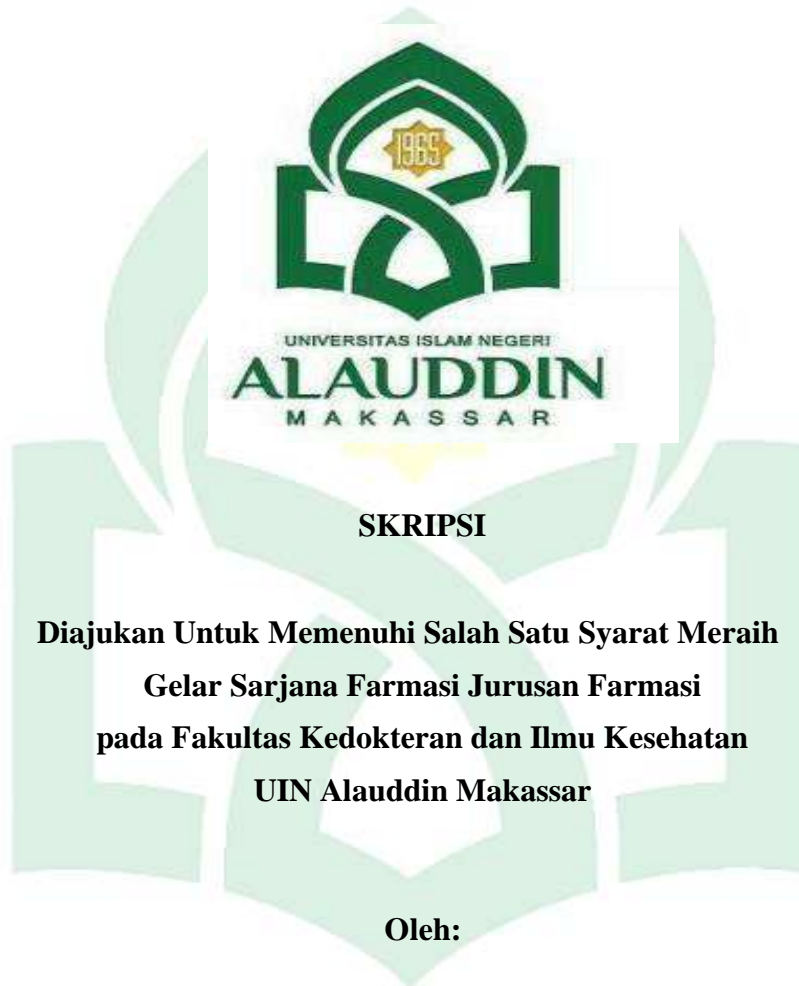 1965
UNIVERSITAS ISLAM NEGERI
ALAUDDIN
MAKASSAR
SKRIPSI
Diajukan Untuk Memenuhi Salah Satu Syarat Meraih
Gelar Sarjana Farmasi Jurusan Farmasi
pada Fakultas Kedokteran dan Ilmu Kesehatan
UIN Alauddin Makassar
Oleh: